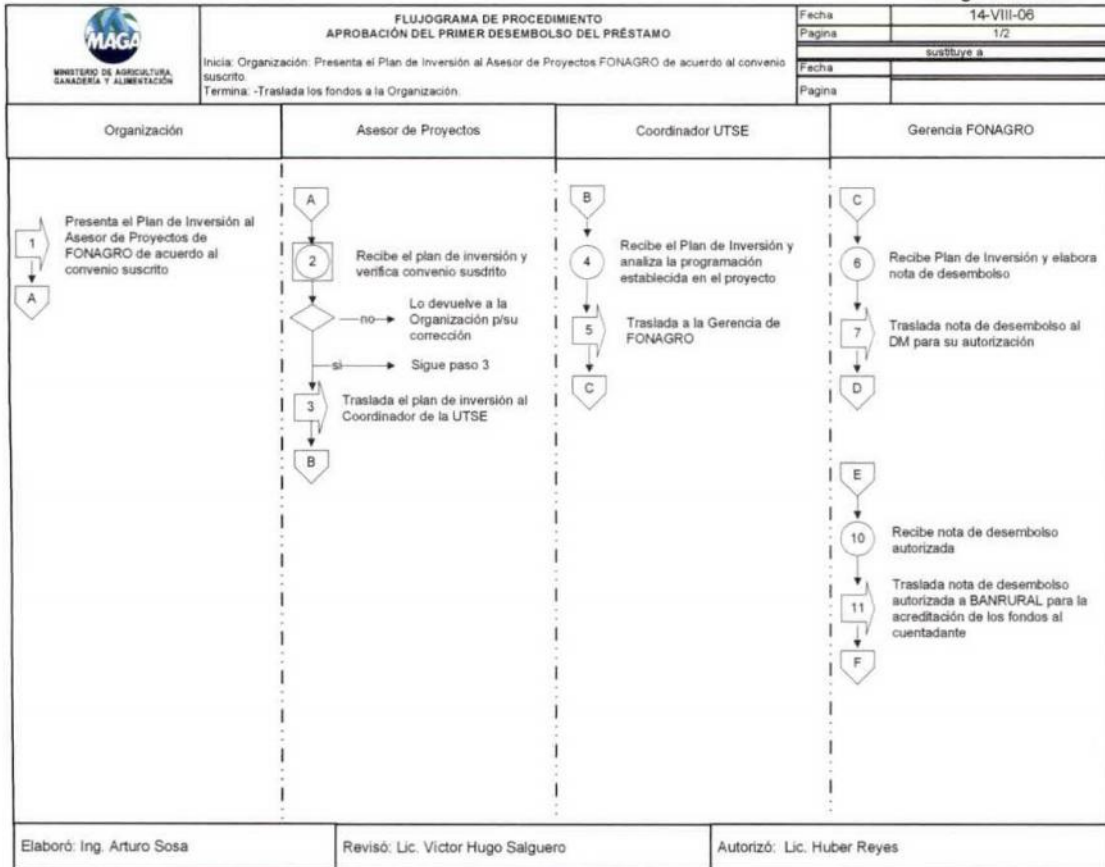 MAGA
MINISTERIO DE AGRICULTURA,
GANADERÍA Y ALIMENTACIÓN
FLUJOGRAMA DE PROCEDIMIENTO
APROBACIÓN DEL PRIMER DESEMBOLSO DEL PRÉSTAMO
Inicia: Organización: Presenta el Plan de Inversión al Asesor de Proyectos FONAGRO de acuerdo al convenio
suscrito.
Termina: -Traslada los fondos a la Organización.
Fecha 14-VIII-06
Pagina 1/2
sustituye a
Fecha
Pagina
Organización
Asesor de Proyectos
Coordinador UTSE
Gerencia FONAGRO
1
Presenta el Plan de Inversión al
Asesor de Proyectos de
FONAGRO de acuerdo al
convenio suscrito
A
A
2
Recibe el plan de inversión y
verifica convenio susdrito
no
Lo devuelve a la
Organización p/su
corrección
si
Sigue paso 3
3
Traslada el plan de inversión al
Coordinador de la UTSE
B
B
4
Recibe el Plan de Inversión y
analiza la programación
establecida en el proyecto
5
Traslada a la Gerencia de
FONAGRO
C
C
6
Recibe Plan de Inversión y elabora
nota de desembolso
7
Traslada nota de desembolso al
DM para su autorización
D
E
10
Recibe nota de desembolso
autorizada
11
Traslada nota de desembolso
autorizada a BANRURAL para la
acreditación de los fondos al
cuentadante
F
Elaboró: Ing. Arturo Sosa
Revisó: Lic. Victor Hugo Salguero
Autorizó: Lic. Huber Reyes